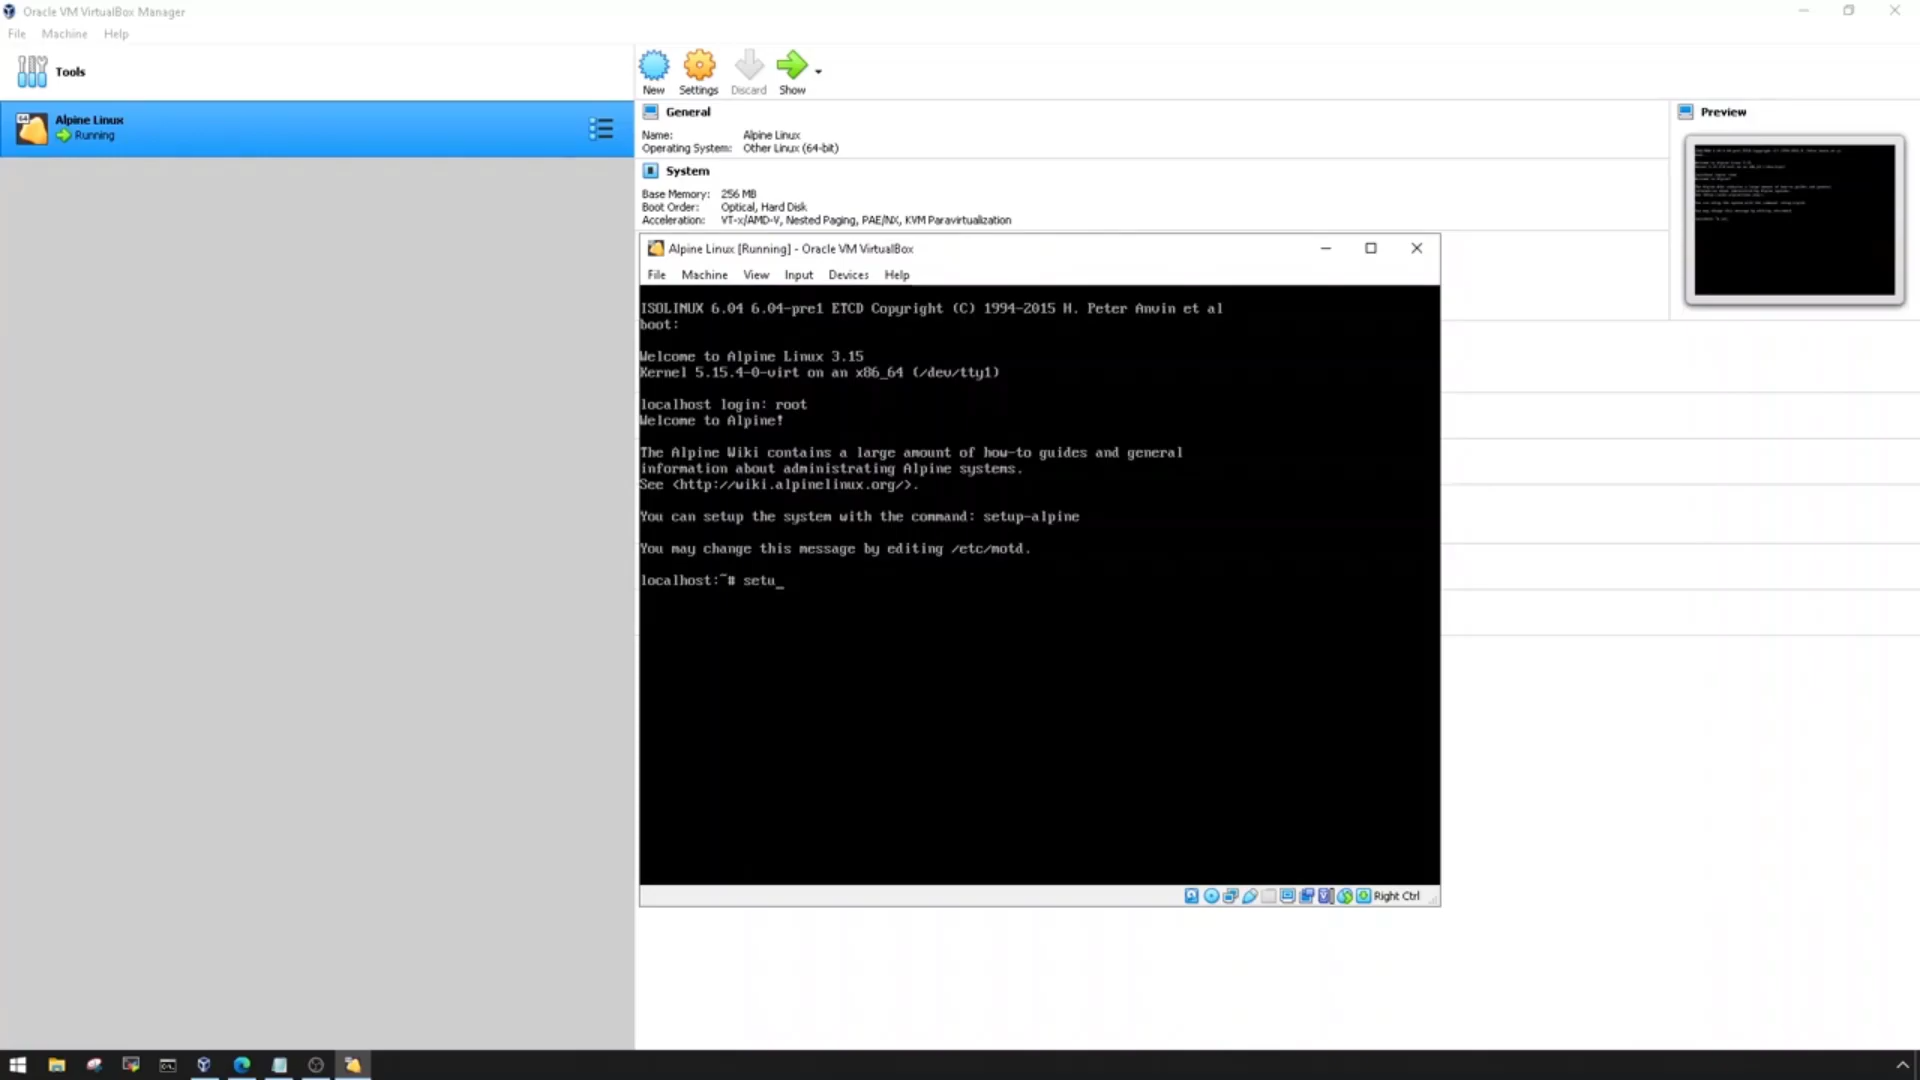 Oracle VM VirtualBox Manager
File Machine Help
Tools
Alpine Linux
Running
64
New Settings Discard Show
General
Name: Alpine Linux
Operating System: Other Linux (64-bit)
System
Base Memory: 256 MB
Boot Order: Optical, Hard Disk
Acceleration: VT-x/AMD-V, Nested Paging, PAE/NX, KVM Paravirtualization
Preview
Alpine Linux [Running] - Oracle VM VirtualBox
File Machine View Input Devices Help
ISOLINUX 6.04 6.04-pre1 ETCD Copyright (C) 1994-2015 H. Peter Anvin et al
boot:
Welcome to Alpine Linux 3.15
Kernel 5.15.4-0-virt on an x86_64 (/dev/tty1)
localhost login: root
Welcome to Alpine!
The Alpine Wiki contains a large amount of how-to guides and general
information about administrating Alpine systems.
See <http://wiki.alpinelinux.org/>.
You can setup the system with the command: setup-alpine
You may change this message by editing /etc/motd.
localhost:~# setu_
Right Ctrl